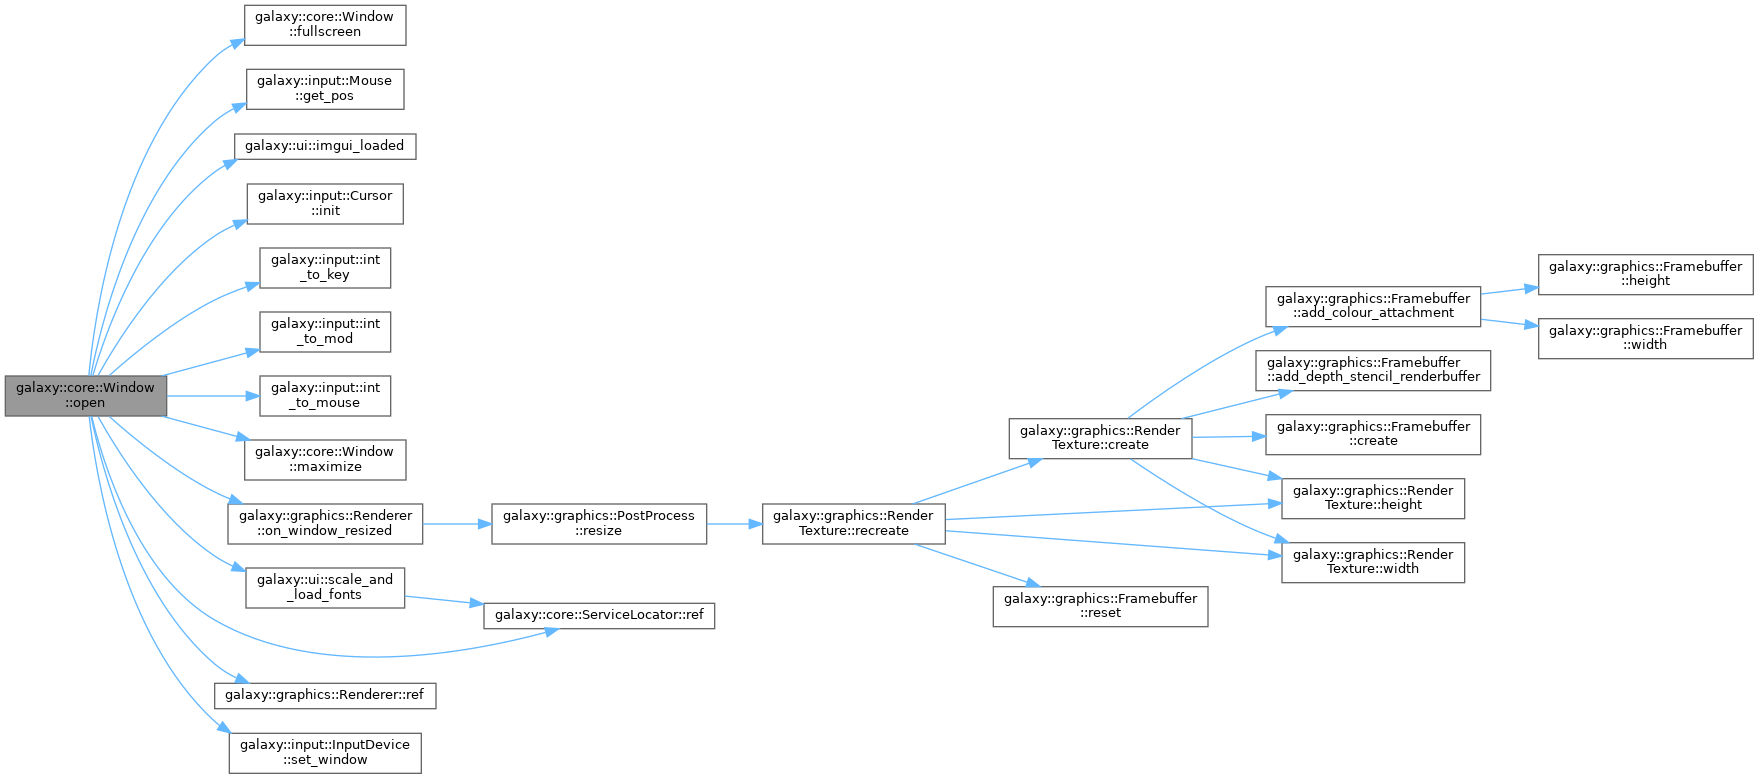 galaxy::core::Window
::open
galaxy::core::Window
::fullscreen
galaxy::input::Mouse
::get_pos
galaxy::ui::imgui_loaded
galaxy::input::Cursor
::init
galaxy::input::int
_to_key
galaxy::input::int
_to_mod
galaxy::input::int
_to_mouse
galaxy::core::Window
::maximize
galaxy::graphics::Renderer
::on_window_resized
galaxy::ui::scale_and
_load_fonts
galaxy::graphics::Renderer::ref
galaxy::input::InputDevice
::set_window
galaxy::graphics::PostProcess
::resize
galaxy::core::ServiceLocator::ref
galaxy::graphics::Render
Texture::recreate
galaxy::graphics::Render
Texture::create
galaxy::graphics::Framebuffer
::reset
galaxy::graphics::Framebuffer
::add_colour_attachment
galaxy::graphics::Framebuffer
::add_depth_stencil_renderbuffer
galaxy::graphics::Framebuffer
::create
galaxy::graphics::Render
Texture::height
galaxy::graphics::Render
Texture::width
galaxy::graphics::Framebuffer
::height
galaxy::graphics::Framebuffer
::width